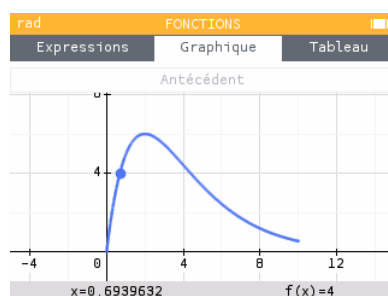 rad FONCTIONS
Expressions Graphique Tableau
Antécédent
4
-4 0 4 8 12
x=0.6939632 f(x)=4